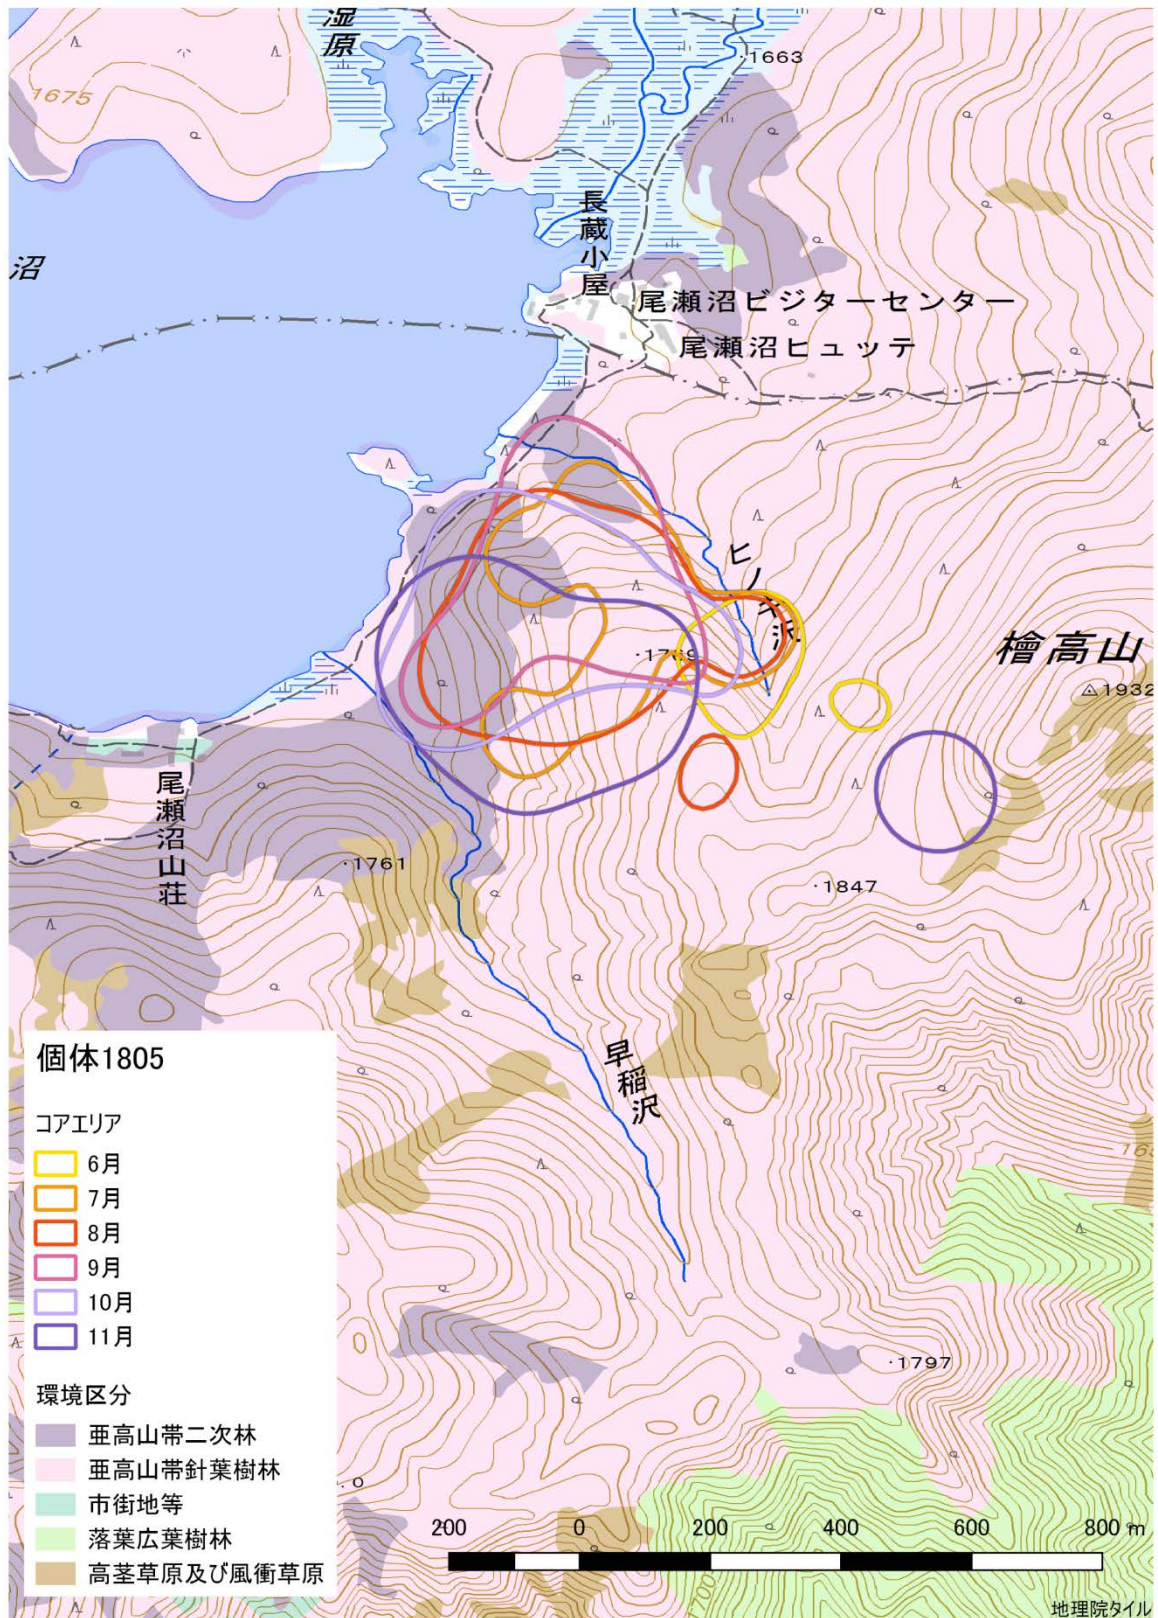 湿原
1663
1675
長蔵小屋
沼
尾瀬沼ビジターセンター
尾瀬沼ヒュッテ
ヒノキ沢
1769
檜高山
1932
尾瀬沼山荘
1761
1847
早稲沢
1797
個体1805
コアエリア
6月
7月
8月
9月
10月
11月
環境区分
亜高山帯二次林
亜高山帯針葉樹林
市街地等
落葉広葉樹林
高茎草原及び風衝草原
200 0 200 400 600 800 m
1700
地理院タイル